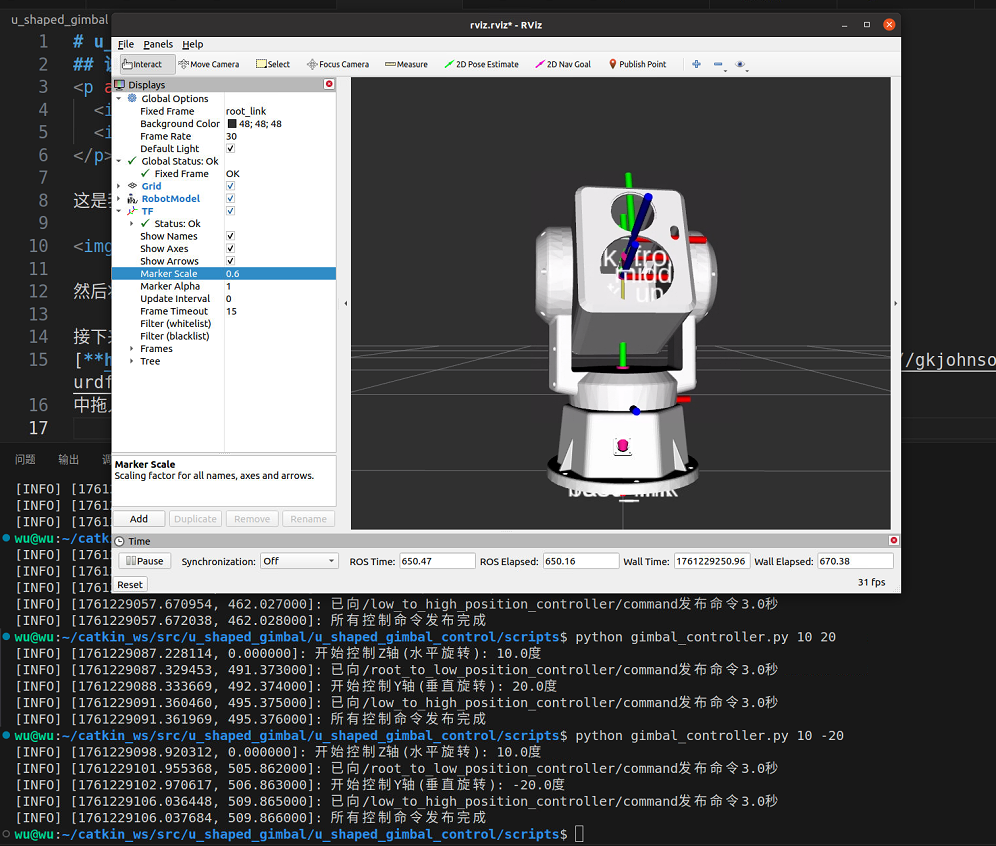 u_shaped_gimbal
rviz.rviz* - RViz
File Panels Help
Interact Move Camera Select Focus Camera Measure 2D Pose Estimate 2D Nav Goal Publish Point
Displays
Global Options
Fixed Frame root_link
Background Color 48; 48; 48
Frame Rate 30
Default Light
Global Status: Ok
Fixed Frame OK
Grid
RobotModel
TF
Status: Ok
Show Names
Show Axes
Show Arrows
Marker Scale 0.6
Marker Alpha 1
Update Interval 0
Frame Timeout 15
Filter (whitelist)
Filter (blacklist)
Frames
Tree
Marker Scale
Scaling factor for all names, axes and arrows.
Add Duplicate Remove Rename
Time
Pause Synchronization: Off ROS Time: 650.47 ROS Elapsed: 650.16 Wall Time: 1761229250.96 Wall Elapsed: 670.38
Reset 31 fps
1 # u_
2 ##
3 <p a
4 <i
5 <i
6 </p>
7
8 这是
9
10 <img
11
12 然后
13
14 接下
15 [**h //gkjohnso
urdf
16 中拖
17
问题 输出
[INFO] [1761
[INFO] [1761
[INFO] [1761
wu@wu:~/catk
[INFO] [1761
[INFO] [1761
[INFO] [1761
[INFO] [1761229057.670954, 462.027000]: 已向/low_to_high_position_controller/command发布命令3.0秒
[INFO] [1761229057.672038, 462.028000]: 所有控制命令发布完成
wu@wu:~/catkin_ws/src/u_shaped_gimbal/u_shaped_gimbal_control/scripts$ python gimbal_controller.py 10 20
[INFO] [1761229087.228114, 0.000000]: 开始控制Z轴(水平旋转): 10.0度
[INFO] [1761229087.329453, 491.373000]: 已向/root_to_low_position_controller/command发布命令3.0秒
[INFO] [1761229088.333669, 492.374000]: 开始控制Y轴(垂直旋转): 20.0度
[INFO] [1761229091.360460, 495.375000]: 已向/low_to_high_position_controller/command发布命令3.0秒
[INFO] [1761229091.361969, 495.376000]: 所有控制命令发布完成
wu@wu:~/catkin_ws/src/u_shaped_gimbal/u_shaped_gimbal_control/scripts$ python gimbal_controller.py 10 -20
[INFO] [1761229098.920312, 0.000000]: 开始控制Z轴(水平旋转): 10.0度
[INFO] [1761229101.955368, 505.862000]: 已向/root_to_low_position_controller/command发布命令3.0秒
[INFO] [1761229102.970617, 506.863000]: 开始控制Y轴(垂直旋转): -20.0度
[INFO] [1761229106.036448, 509.865000]: 已向/low_to_high_position_controller/command发布命令3.0秒
[INFO] [1761229106.037684, 509.866000]: 所有控制命令发布完成
wu@wu:~/catkin_ws/src/u_shaped_gimbal/u_shaped_gimbal_control/scripts$